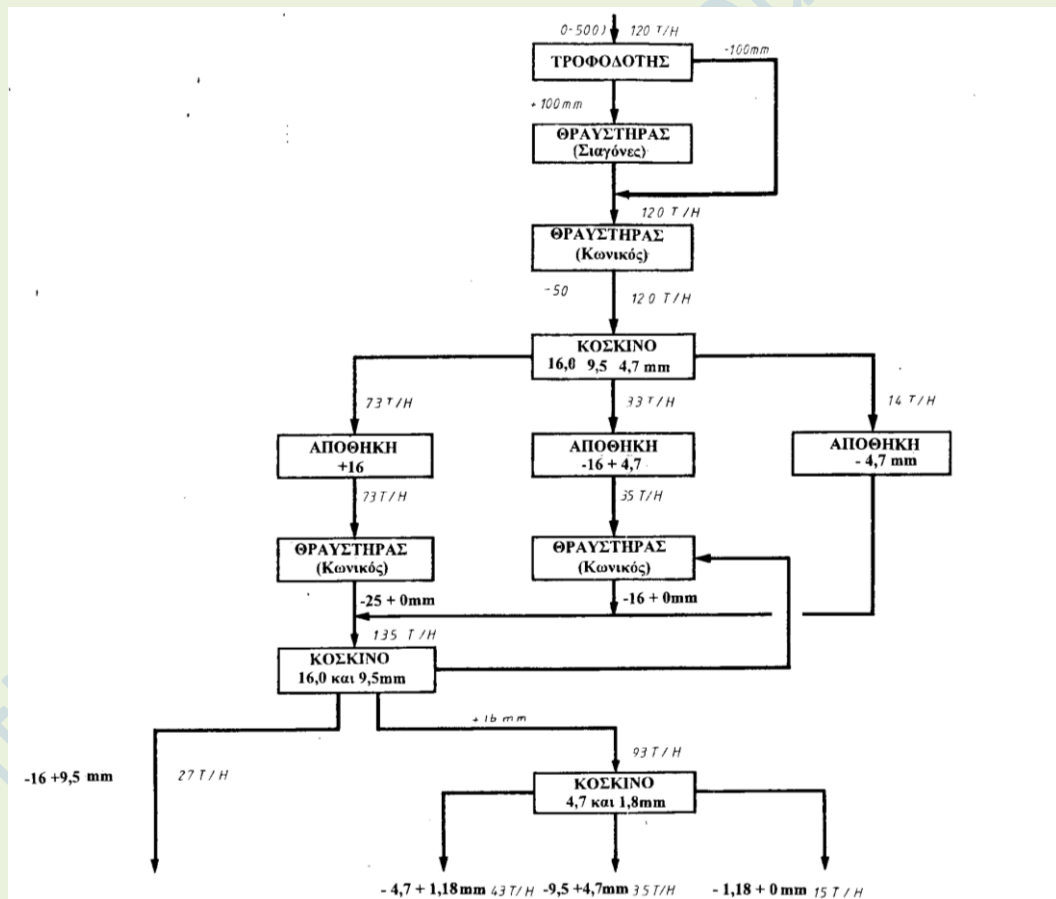 0-500) 120 T/H
ΤΡΟΦΟΔΟΤΗΣ
-100mm
+100mm
ΘΡΑΥΣΤΗΡΑΣ
(Σιαγόνες)
120 T/H
ΘΡΑΥΣΤΗΡΑΣ
(Κωνικός)
-50 120 T/H
ΚΟΣΚΙΝΟ
16,0 9,5 4,7 mm
73 T/H
33 T/H
14 T/H
ΑΠΟΘΗΚΗ
+16
ΑΠΟΘΗΚΗ
-16 + 4,7
ΑΠΟΘΗΚΗ
- 4,7 mm
73 T/H
35 T/H
ΘΡΑΥΣΤΗΡΑΣ
(Κωνικός)
ΘΡΑΥΣΤΗΡΑΣ
(Κωνικός)
-25 + 0mm
-16 + 0mm
135 T/H
ΚΟΣΚΙΝΟ
16,0 και 9,5mm
+ 16 mm
-16 +9,5 mm
27 T/H
93 T/H
ΚΟΣΚΙΝΟ
4,7 και 1,8mm
- 4,7 + 1,18mm 43 T/H
-9,5 +4,7mm 35 T/H
- 1,18 + 0mm 15 T/H